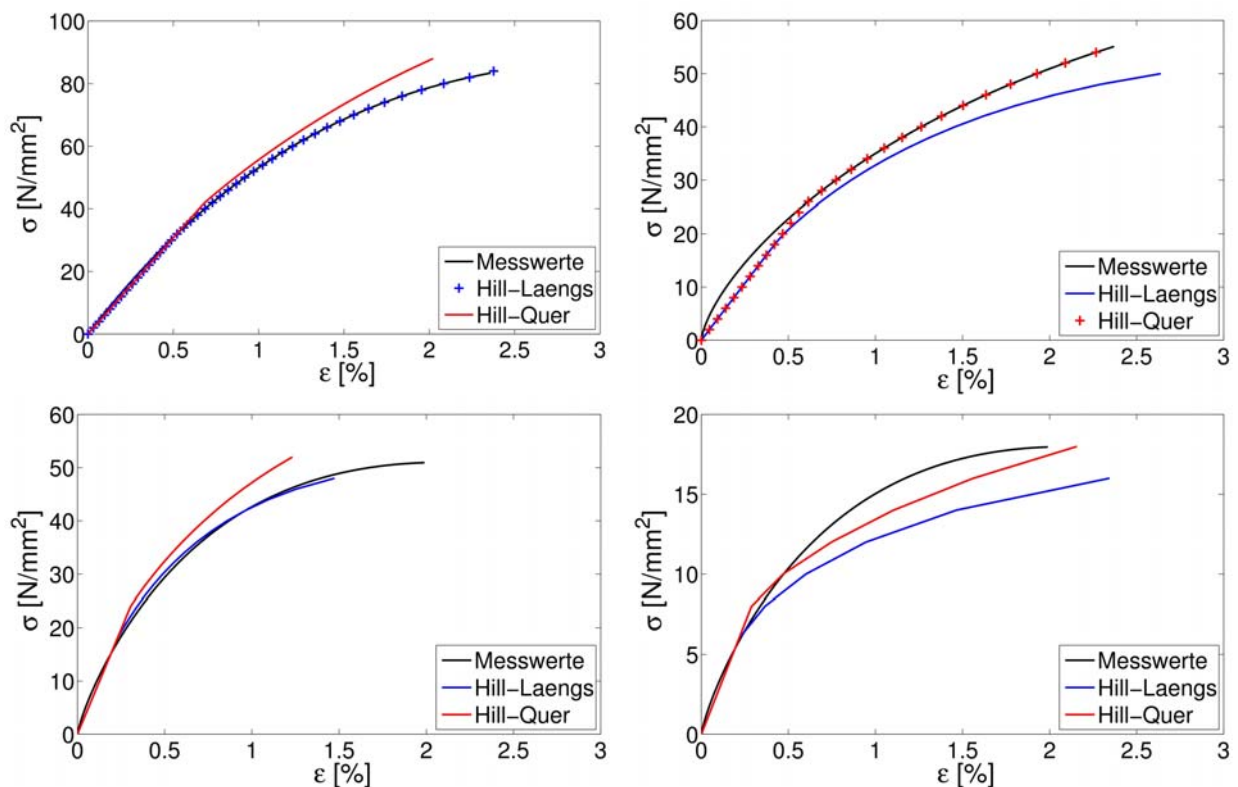 100
80
60
40
20
0
σ [N/mm²]
0 0.5 1 1.5 2 2.5 3
ε [%]
Messwerte
Hill-Laengs
Hill-Quer
60
50
40
30
20
10
0
σ [N/mm²]
0 0.5 1 1.5 2 2.5 3
ε [%]
Messwerte
Hill-Laengs
Hill-Quer
60
50
40
30
20
10
0
σ [N/mm²]
0 0.5 1 1.5 2 2.5 3
ε [%]
Messwerte
Hill-Laengs
Hill-Quer
20
15
10
5
0
σ [N/mm²]
0 0.5 1 1.5 2 2.5 3
ε [%]
Messwerte
Hill-Laengs
Hill-Quer